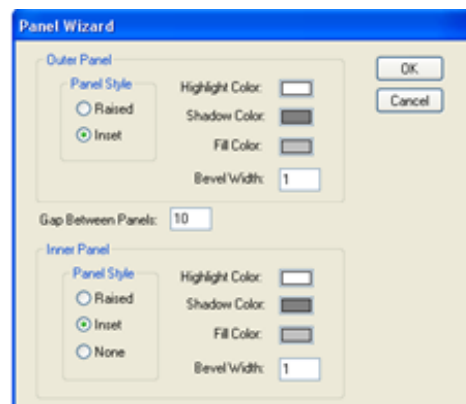 Panel Wizard
Outer Panel
Panel Style
Raised
Inset
Highlight Color:
Shadow Color:
Fill Color:
Bevel Width: 1
OK
Cancel
Gap Between Panels: 10
Inner Panel
Panel Style
Raised
Inset
None
Highlight Color:
Shadow Color:
Fill Color:
Bevel Width: 1